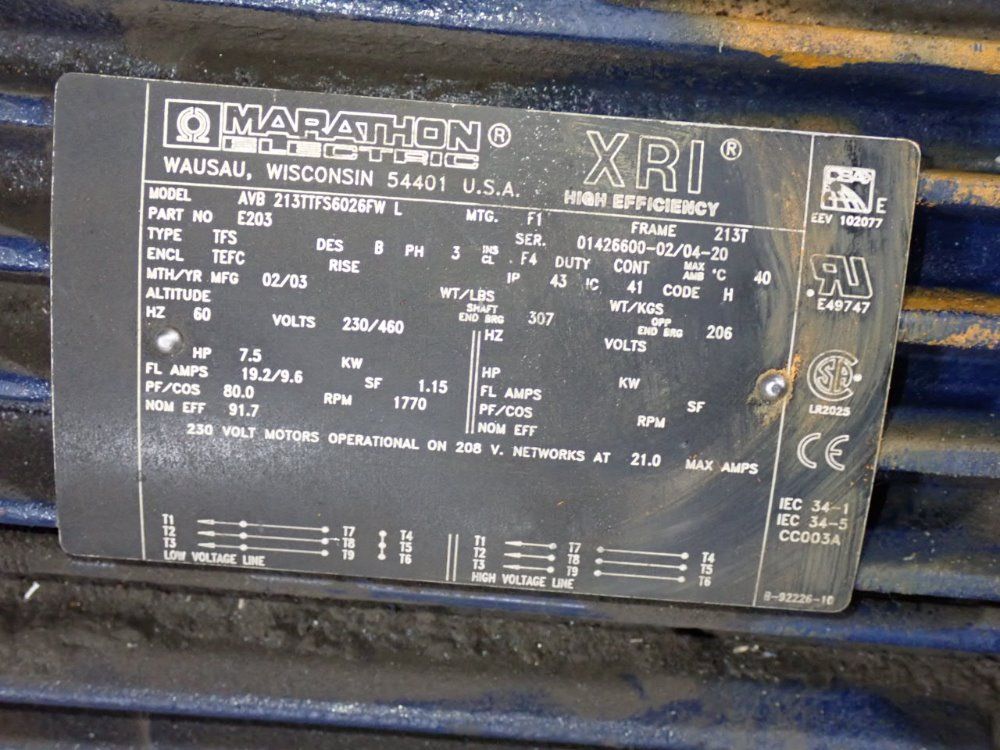 MARATHON ®
ELECTRIC
WAUSAU, WISCONSIN 54401 U.S.A.
XRI ®
HIGH EFFICIENCY
MODEL AVB 213TTFS6026FW L MTG. F1 FRAME 213T
PART NO E203 SER. 01426600-02/04-20
TYPE TFS DES B PH 3 INS CL F4 DUTY CONT MAX AMB °C 40
ENCL TEFC RISE IP 43 IC 41 CODE H
MTH/YR MFG 02/03 WT/LBS WT/KGS
ALTITUDE SHAFT END BRG 307 OPP END BRG 206
HZ 60 VOLTS 230/460
HP 7.5 KW
FL AMPS 19.2/9.6 SF 1.15
PF/COS 80.0 RPM 1770
NOM EFF 91.7
HZ VOLTS
HP KW
FL AMPS SF
PF/COS RPM
NOM EFF
230 VOLT MOTORS OPERATIONAL ON 208 V. NETWORKS AT 21.0 MAX AMPS
T1 T7 T4
T2 T8 T5
T3 T9 T6
LOW VOLTAGE LINE
T1 T7 T4
T2 T8 T5
T3 T9 T6
HIGH VOLTAGE LINE
E
EEV 102077
RU
E49747
SA
LR2025
CE
IEC 34-1
IEC 34-5
CC003A
B-92226-10